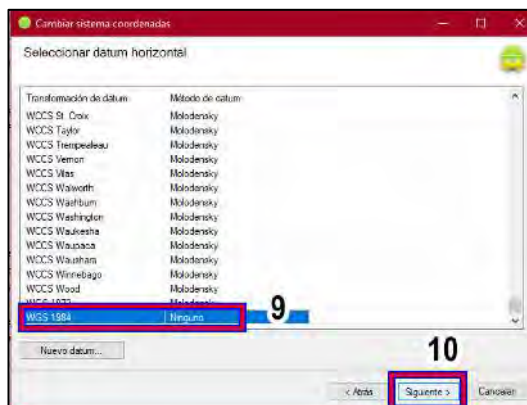 Cambiar sistema coordenadas
Seleccionar datum horizontal
Transformación de datum Método de datum
WCCS St. Croix Molodensky
WCCS Taylor Molodensky
WCCS Trempealeau Molodensky
WCCS Vernon Molodensky
WCCS Vilas Molodensky
WCCS Walworth Molodensky
WCCS Washburn Molodensky
WCCS Washington Molodensky
WCCS Waukesha Molodensky
WCCS Waupaca Molodensky
WCCS Waushara Molodensky
WCCS Winnebago Molodensky
WCCS Wood Molodensky
WGS 1972 Molodensky
WGS 1984 Ninguno 9
Nuevo datum...
10
< Atrás Siguiente > Cancelar